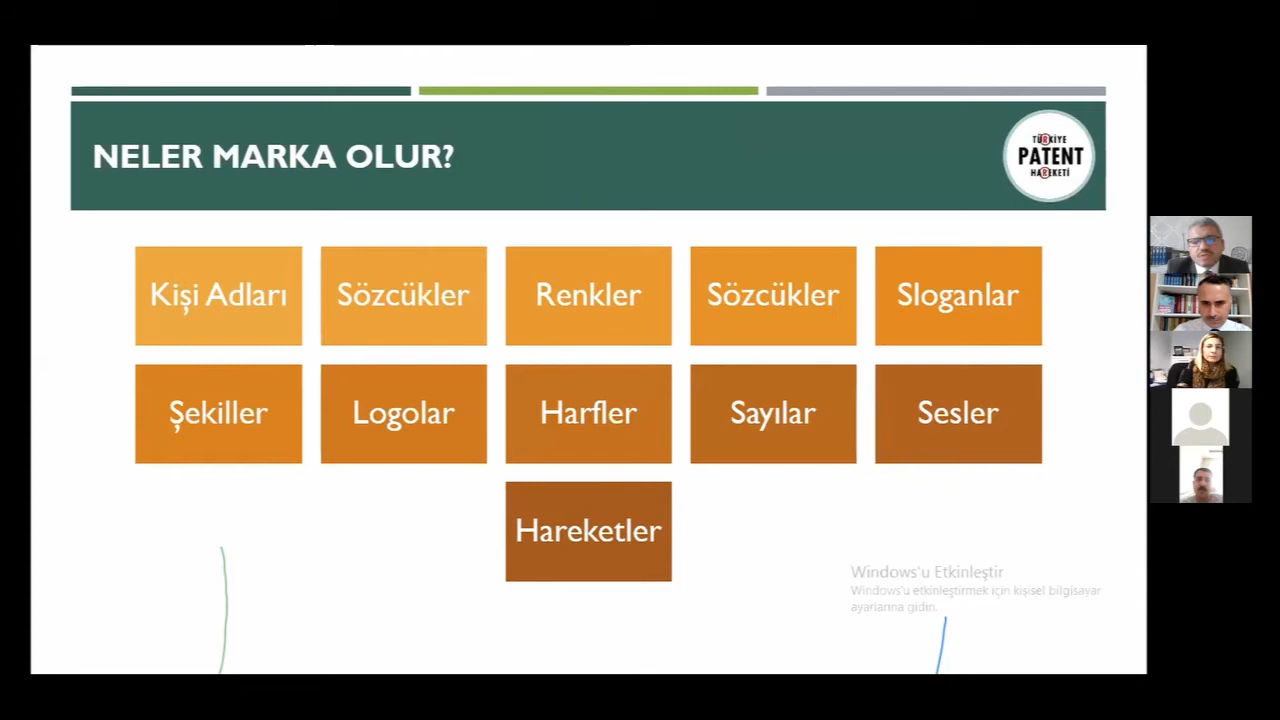 NELER MARKA OLUR?
TÜRKİYE
PATENT
HAREKETİ
Kişi Adları
Sözcükler
Renkler
Sözcükler
Sloganlar
Şekiller
Logolar
Harfler
Sayılar
Sesler
Hareketler
Windows'u Etkinleştir
Windows'u etkinleştirmek için kişisel bilgisayar
ayarlarına gidin.